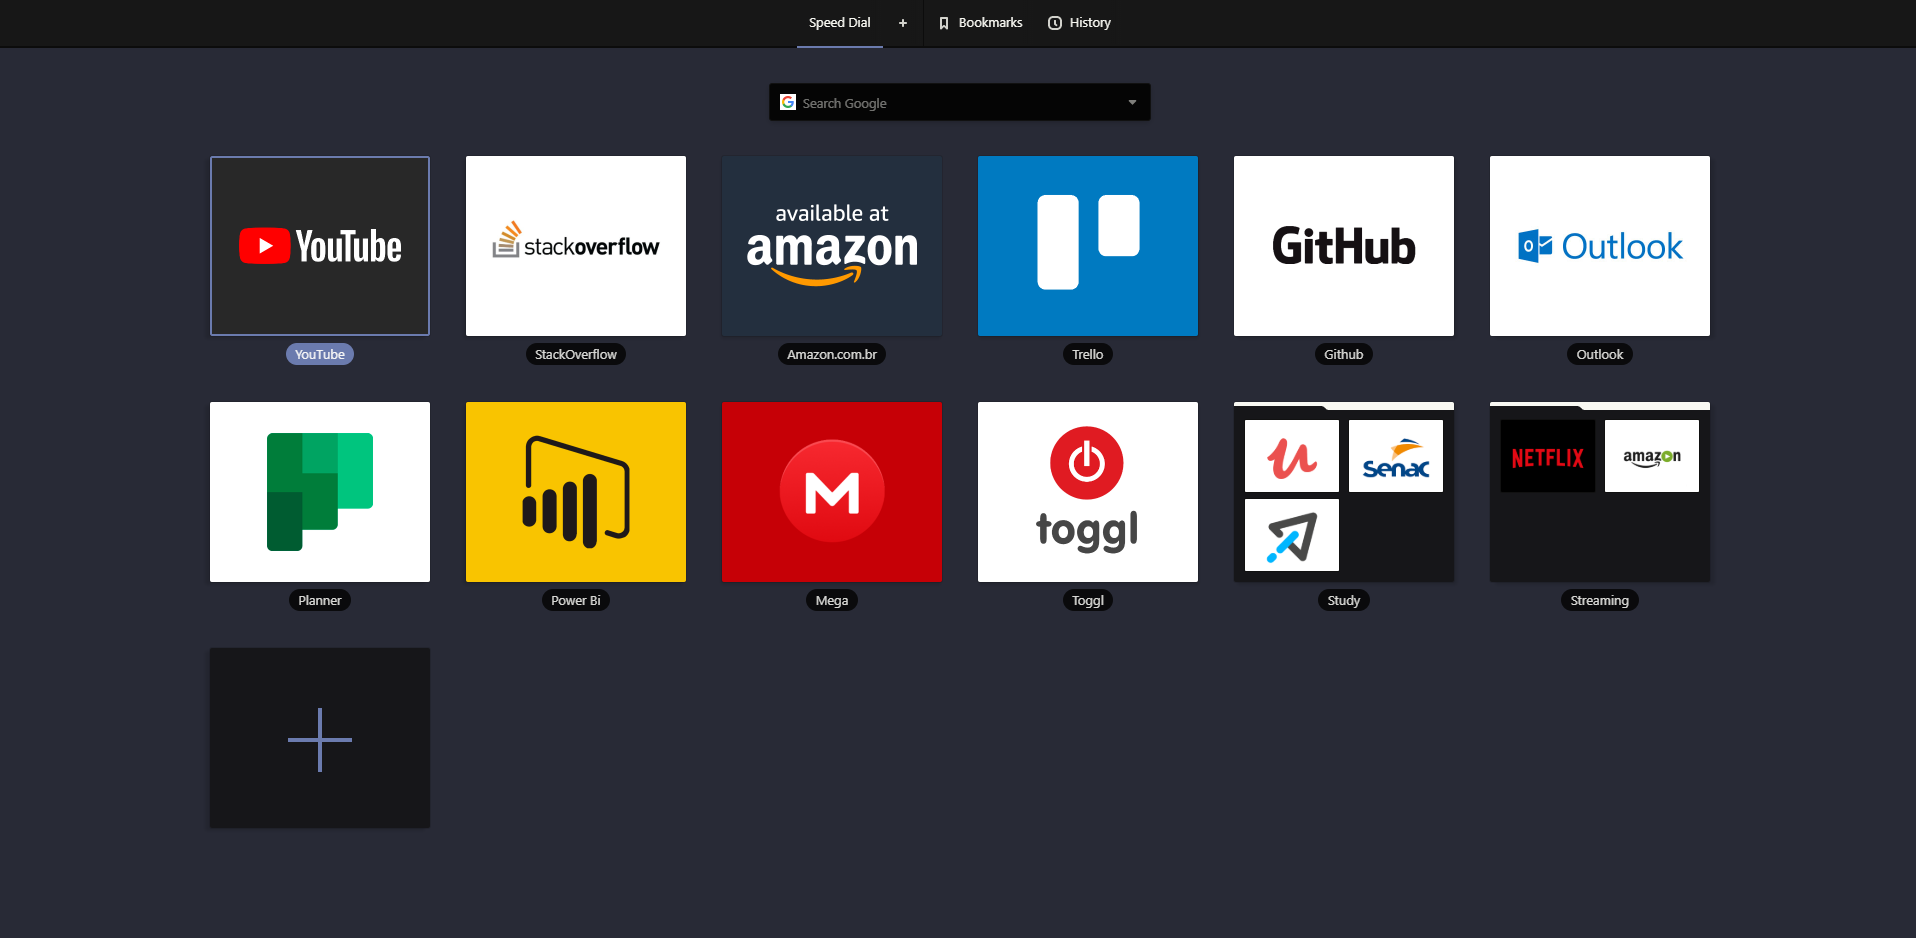 Speed Dial
Bookmarks
History
Search Google
YouTube
stackoverflow
available at
amazon
GitHub
Outlook
YouTube
StackOverflow
Amazon.com.br
Trello
Github
Outlook
M
toggl
u
Senac
NETFLIX
amazon
Planner
Power Bi
Mega
Toggl
Study
Streaming